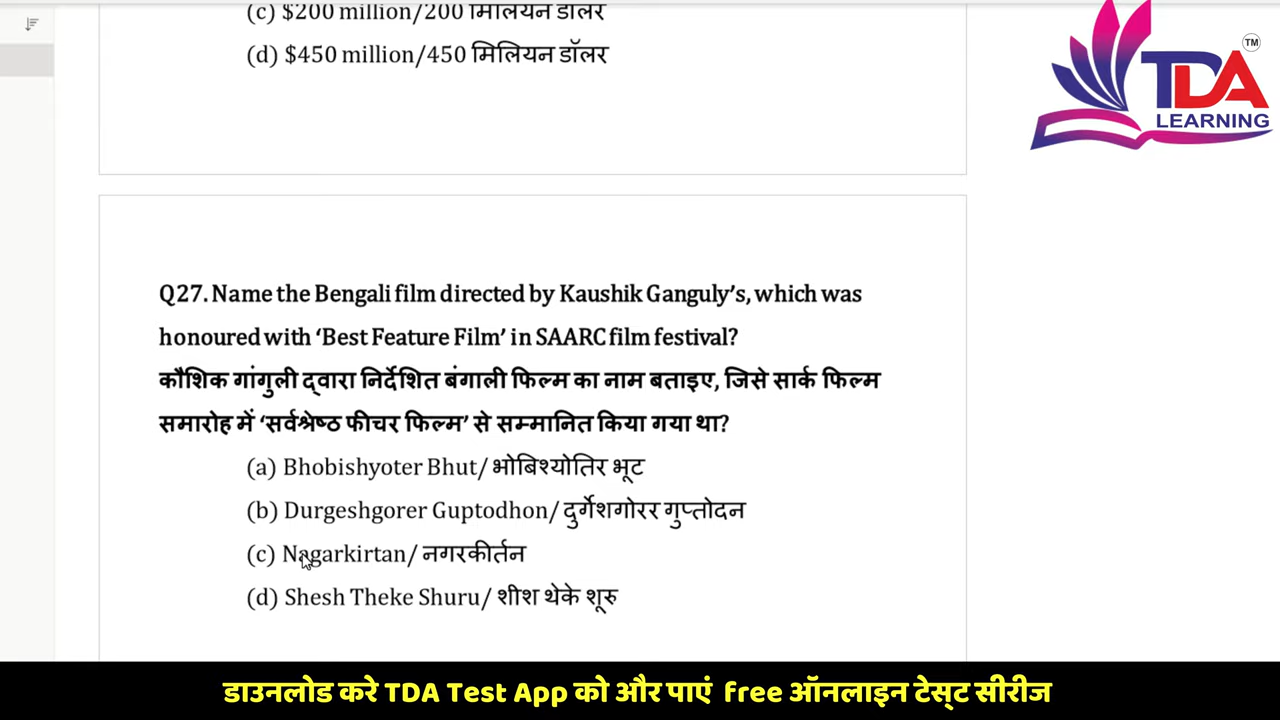 (c) $200 million/200 मिलियन डॉलर
(d) $450 million/450 मिलियन डॉलर
TM
TDA
LEARNING
Q27. Name the Bengali film directed by Kaushik Ganguly’s, which was
honoured with ‘Best Feature Film’ in SAARC film festival?
कौशिक गांगुली द्वारा निर्देशित बंगाली फिल्म का नाम बताइए, जिसे सार्क फिल्म
समारोह में ‘सर्वश्रेष्ठ फीचर फिल्म’ से सम्मानित किया गया था?
(a) Bhobishyoter Bhut/ भोबिश्योतिर भूट
(b) Durgeshgorer Guptodhon/ दुर्गेशगोरर गुप्तोदन
(c) Nagarkirtan/ नगरकीर्तन
(d) Shesh Theke Shuru/ शीश थेके शूरु
डाउनलोड करे TDA Test App को और पाएं free ऑनलाइन टेस्ट सीरीज